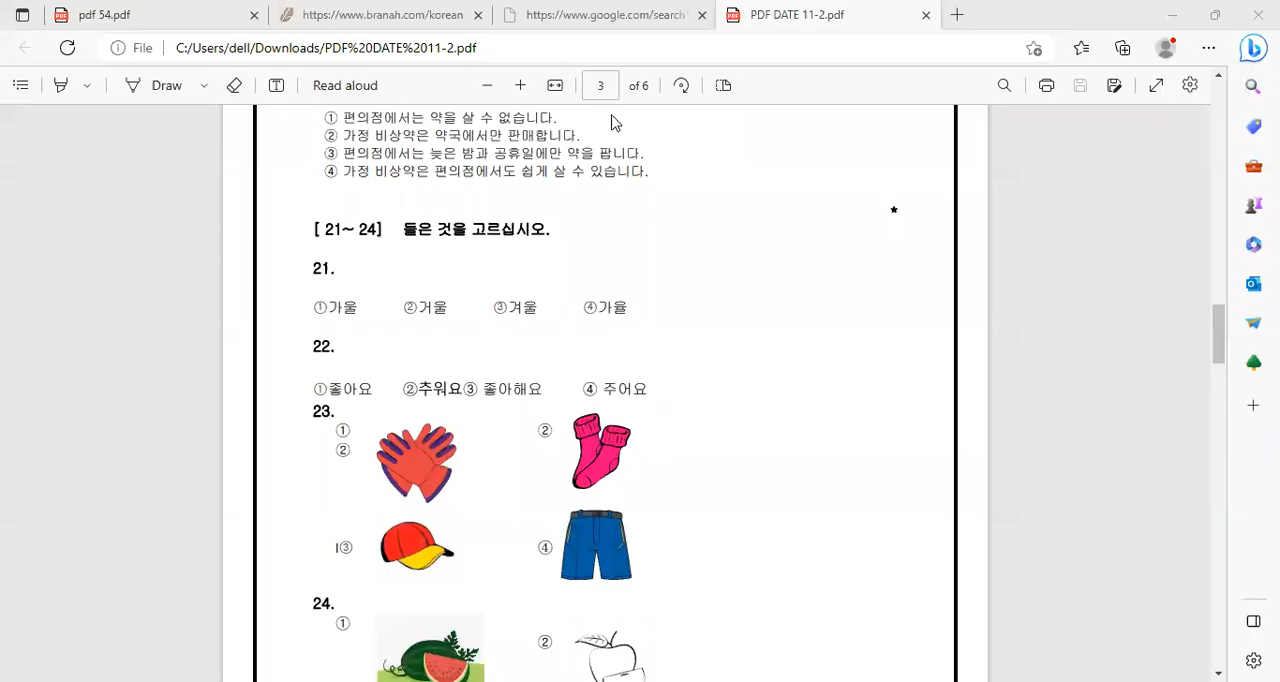 pdf 54.pdf
https://www.branah.com/korean
https://www.google.com/search
PDF DATE 11-2.pdf
File
C:/Users/dell/Downloads/PDF%20DATE%2011-2.pdf
Draw
Read aloud
3 of 6
① 편의점에서는 약을 살 수 없습니다.
② 가정 비상약은 약국에서만 판매합니다.
③ 편의점에서는 늦은 밤과 공휴일에만 약을 팝니다.
④ 가정 비상약은 편의점에서도 쉽게 살 수 있습니다.
*
[ 21~ 24] 들은 것을 고르십시오.
21.
①가울 ②거울 ③겨울 ④가율
22.
①좋아요 ②추워요③ 좋아해요 ④ 주어요
23.
① ②
②
I③ ④
24.
①
②